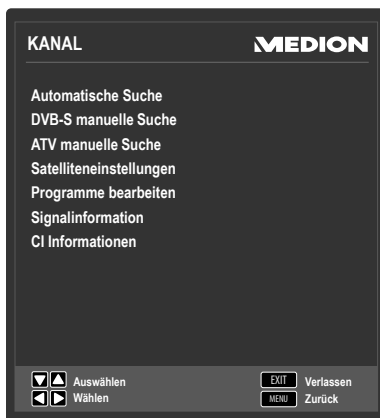 KANAL MEDION
Automatische Suche
DVB-S manuelle Suche
ATV manuelle Suche
Satelliteneinstellungen
Programme bearbeiten
Signalinformation
CI Informationen
Auswählen EXIT Verlassen
Wählen MENU Zurück